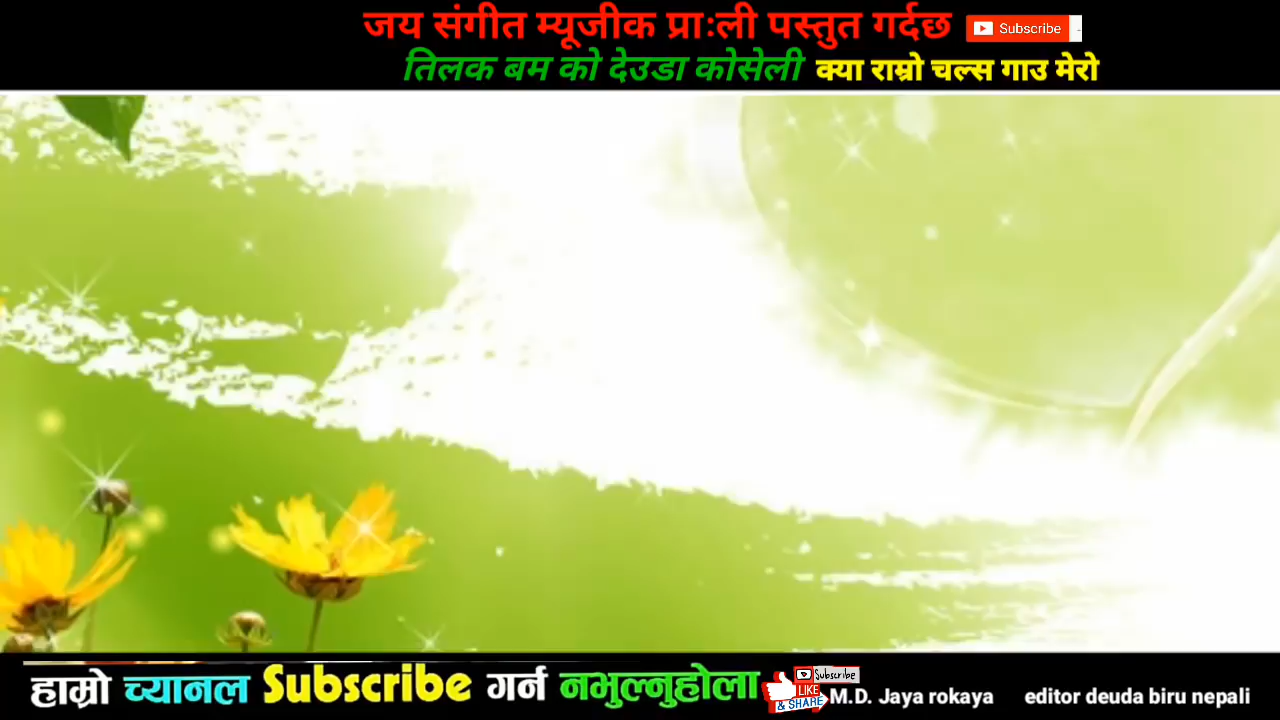 जय संगीत म्यूजीक प्राःली पस्तुत गर्दछ Subscribe
तिलक बम को देउडा कोसेली क्या राम्रो चल्स गाउ मेरो
हाम्रो च्यानल Subscribe गर्न नभुल्नुहोला
Subscribe
LIKE
& SHARE
M.D. Jaya rokaya editor deuda biru nepali